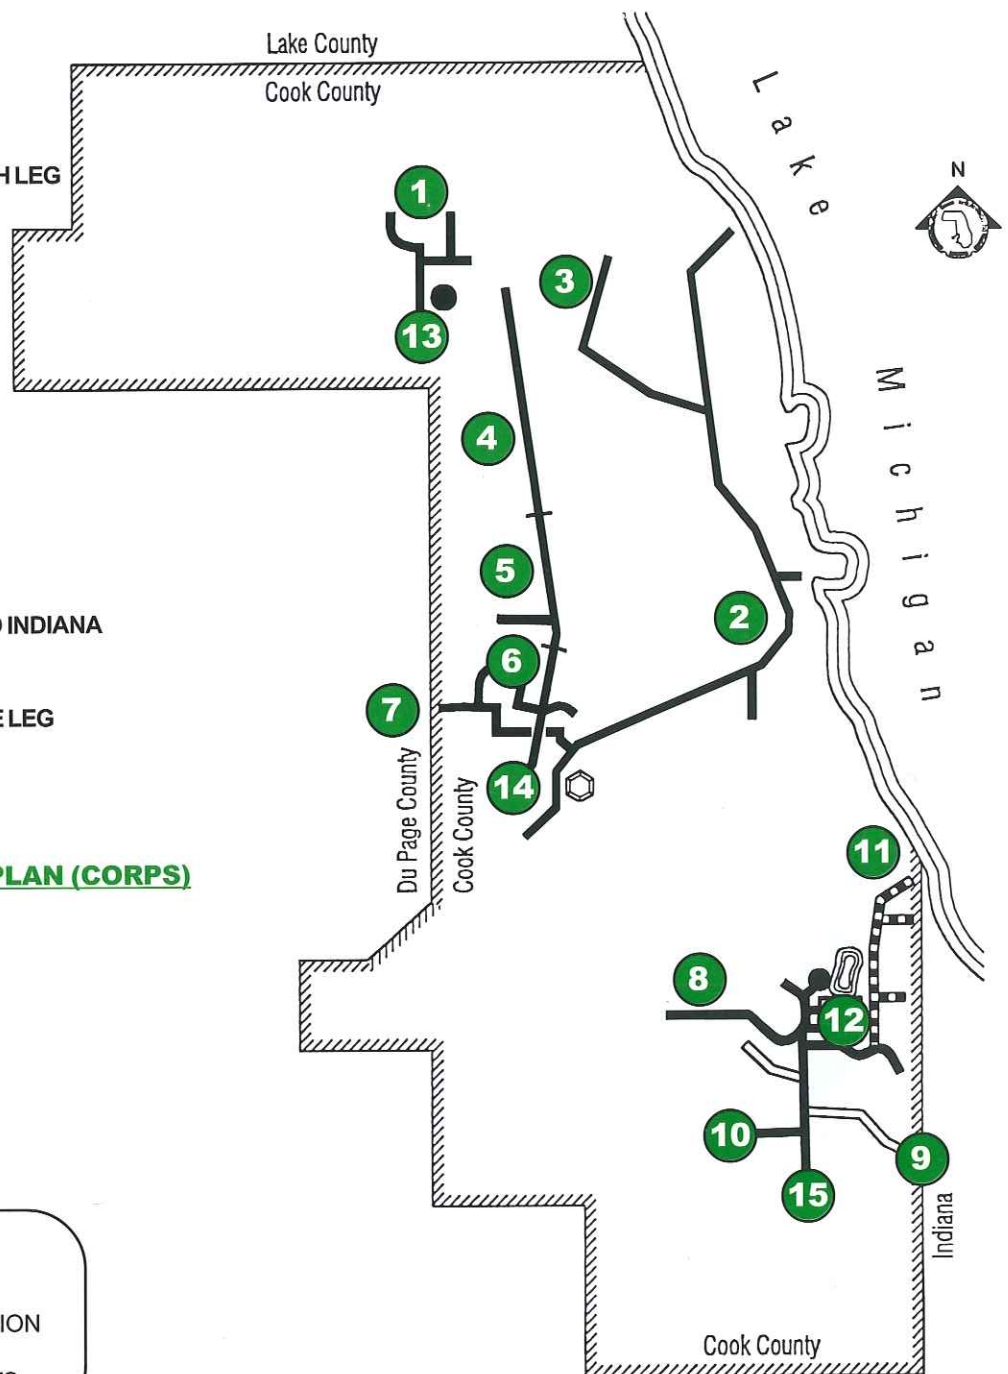 Lake County
Cook County
Lake
Michigan
N
H LEG
1
3
13
4
5
D INDIANA
2
6
E LEG
7
14
Du Page County
Cook County
PLAN (CORPS)
11
8
12
10
9
15
Indiana
ION
Cook County